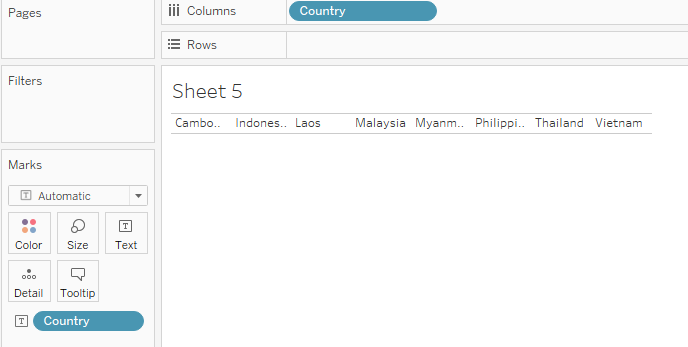 Pages
Columns Country
Rows
Filters
Sheet 5
Cambo.. Indones.. Laos Malaysia Myanm.. Philippi.. Thailand Vietnam
Marks
Automatic
Color Size Text
Detail Tooltip
Country